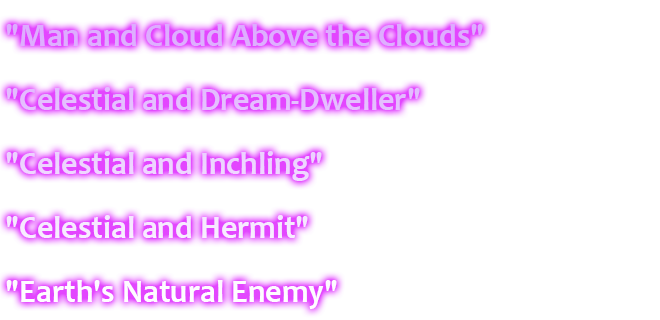 "Man and Cloud Above the Clouds"
"Celestial and Dream-Dweller"
"Celestial and Inchling"
"Celestial and Hermit"
"Earth's Natural Enemy"